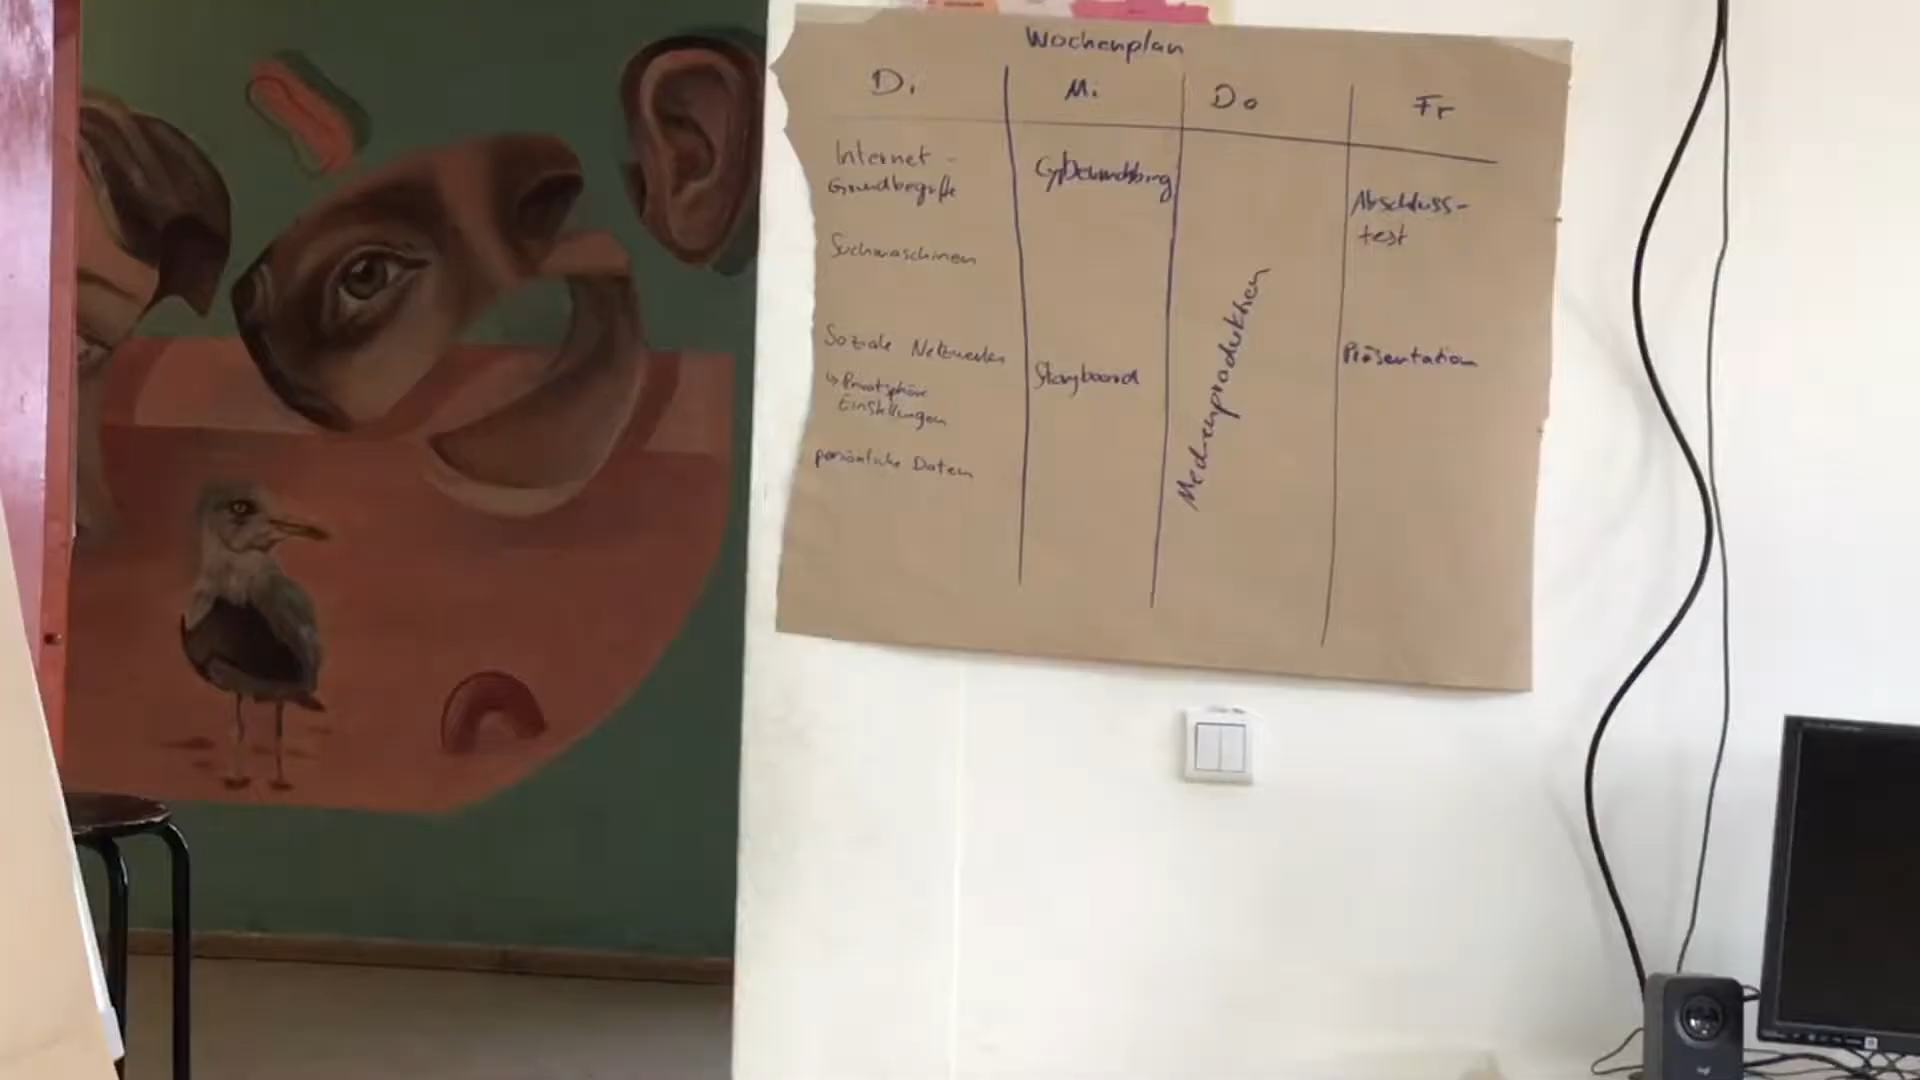 Wochenplan
Di
Mi
Do
Fr
Internet -
Grundbegriffe
Suchmaschinen
Soziale Netzwerke
↳ Privatsphäre
Einstellungen
persönliche Daten
Cybermobbing
Storyboard
Medienproduktion
Abschluss-
test
Präsentation